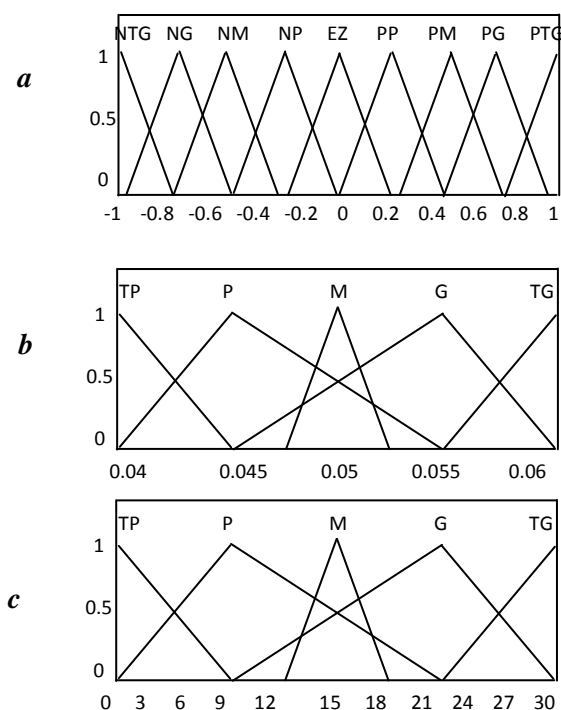 NTG NG NM NP EZ PP PM PG PTG
1
a
0.5
0
-1 -0.8 -0.6 -0.4 -0.2 0 0.2 0.4 0.6 0.8 1
TP P M G TG
1
b
0.5
0
0.04 0.045 0.05 0.055 0.06
TP P M G TG
1
0.5
c
0
0 3 6 9 12 15 18 21 24 27 30